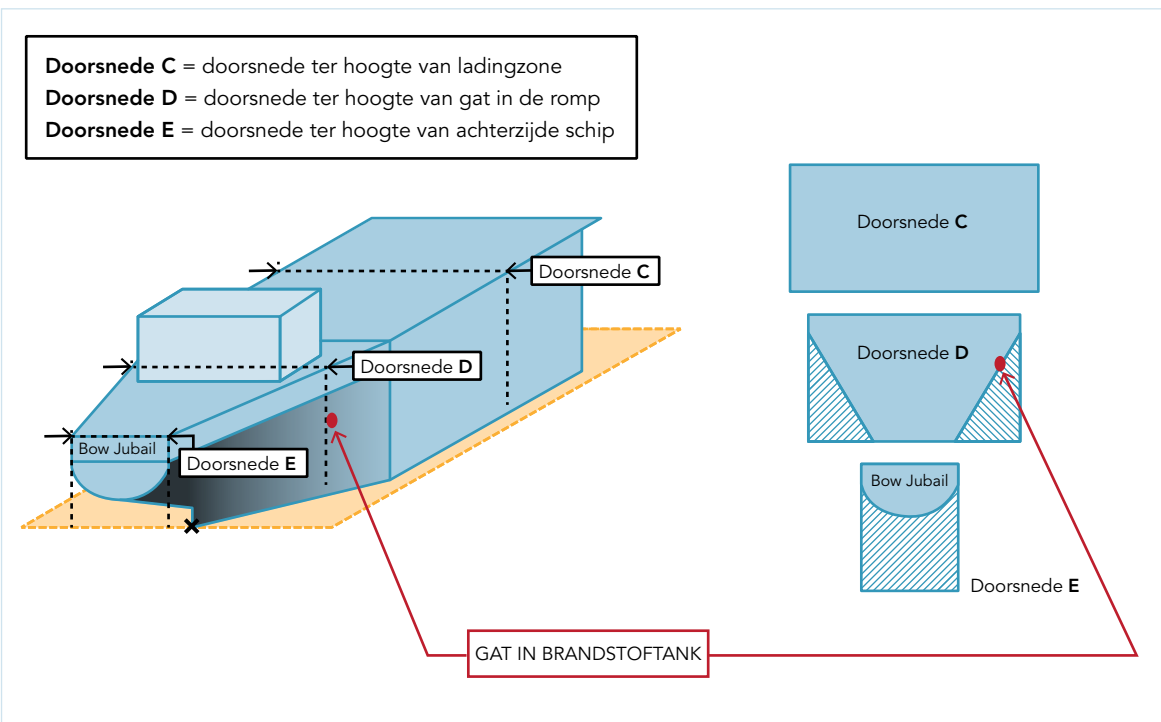 Doorsnede C = doorsnede ter hoogte van ladingzone
Doorsnede D = doorsnede ter hoogte van gat in de romp
Doorsnede E = doorsnede ter hoogte van achterzijde schip
Doorsnede C
Doorsnede D
Bow Jubail
Doorsnede E
Doorsnede C
Doorsnede D
Bow Jubail
Doorsnede E
GAT IN BRANDSTOFTANK